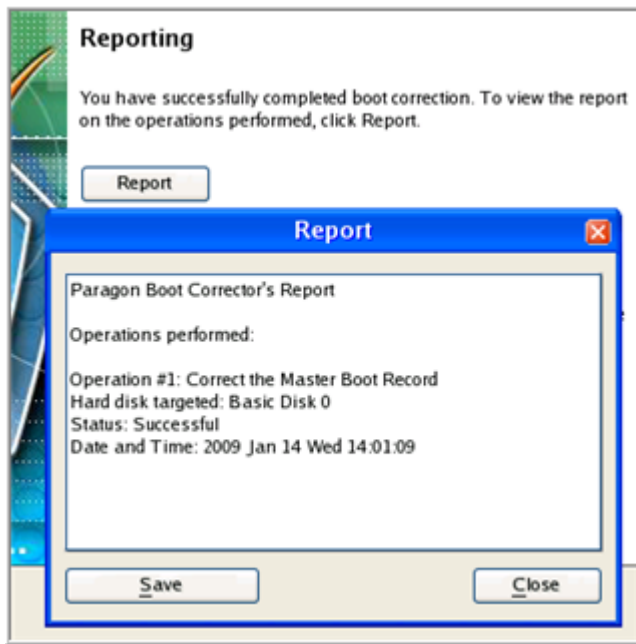 Reporting
You have successfully completed boot correction. To view the report
on the operations performed, click Report.
Report
Report
Paragon Boot Corrector's Report
Operations performed:
Operation #1: Correct the Master Boot Record
Hard disk targeted: Basic Disk 0
Status: Successful
Date and Time: 2009 Jan 14 Wed 14:01:09
Save
Close